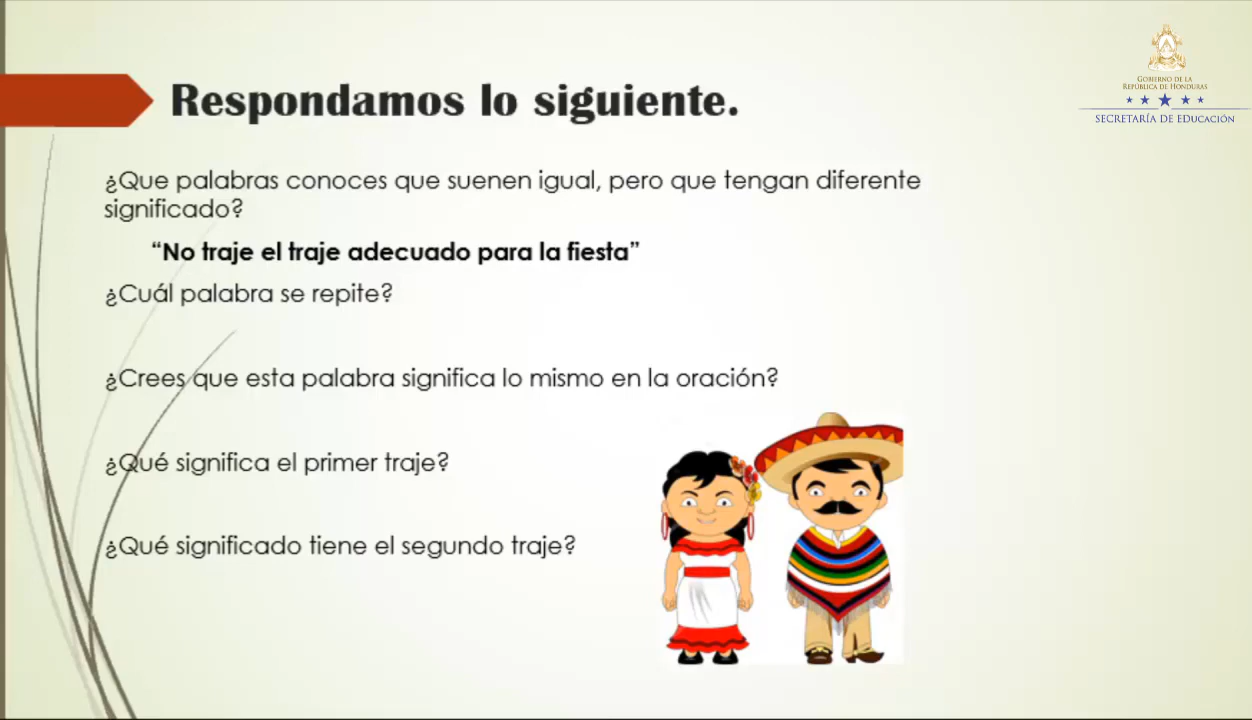 Respondamos lo siguiente.
GOBIERNO DE LA
REPÚBLICA DE HONDURAS
SECRETARÍA DE EDUCACIÓN
¿Que palabras conoces que suenen igual, pero que tengan diferente
significado?
“No traje el traje adecuado para la fiesta”
¿Cuál palabra se repite?
¿Crees que esta palabra significa lo mismo en la oración?
¿Qué significa el primer traje?
¿Qué significado tiene el segundo traje?